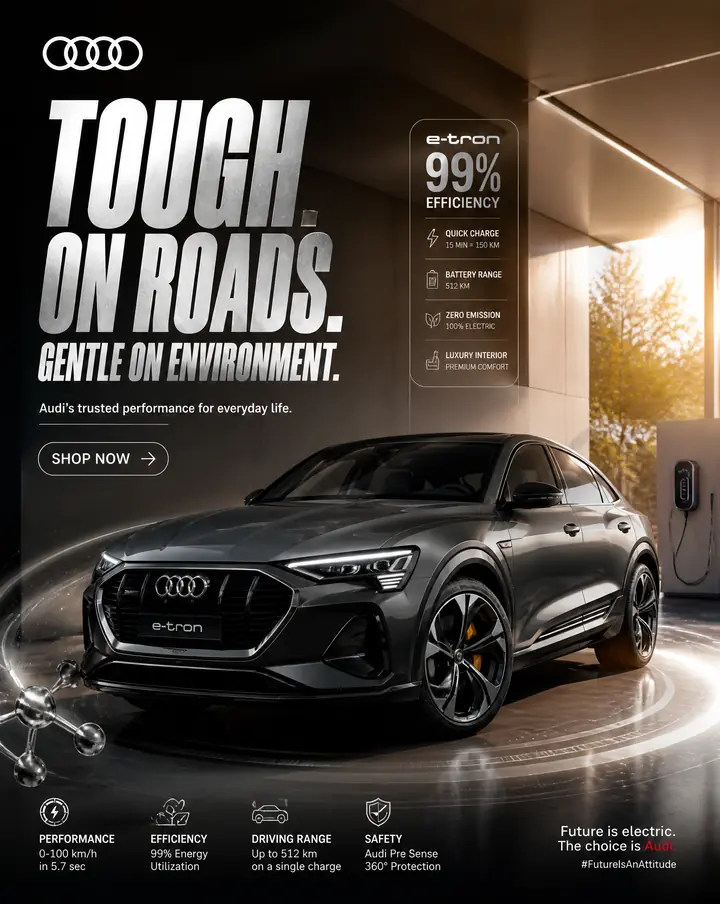 TOUGH.
ON ROADS.
GENTLE ON ENVIRONMENT.
Audi's trusted performance for everyday life.
SHOP NOW
e-tron
99%
EFFICIENCY
QUICK CHARGE
15 MIN = 150 KM
BATTERY RANGE
512 KM
ZERO EMISSION
100% ELECTRIC
LUXURY INTERIOR
PREMIUM COMFORT
e-tron
PERFORMANCE
0-100 km/h
in 5.7 sec
EFFICIENCY
99% Energy
Utilization
DRIVING RANGE
Up to 512 km
on a single charge
SAFETY
Audi Pre Sense
360° Protection
Future is electric.
The choice is Audi.
#FutureIsAnAttitude